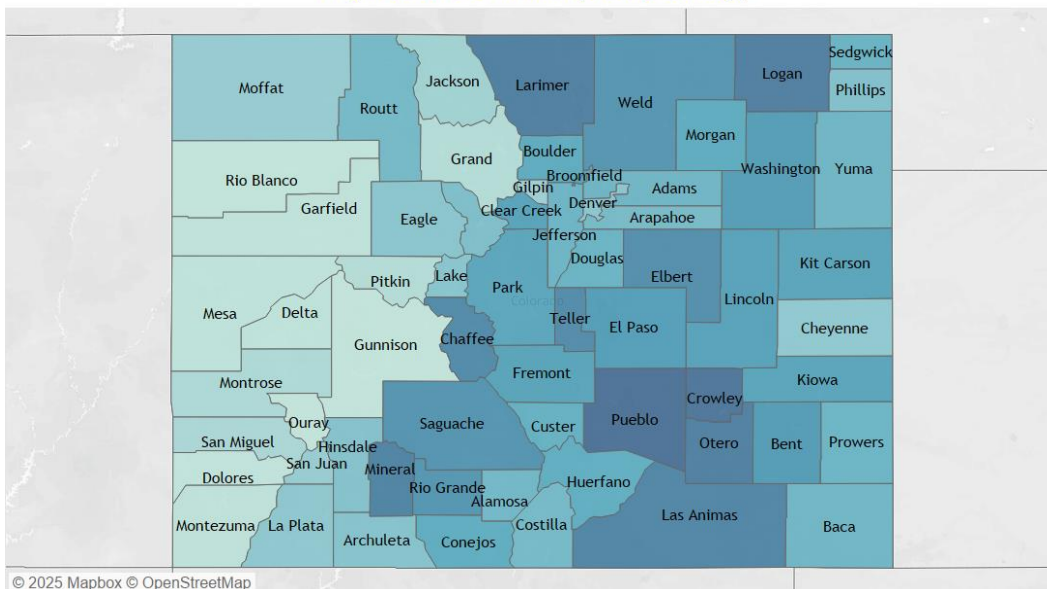 Sedgwick
Logan
Jackson
Larimer
Moffat
Phillips
Weld
Routt
Morgan
Boulder
Grand
Washington
Yuma
Broomfield
Rio Blanco
Gilpin
Adams
Denver
Garfield
Clear Creek
Eagle
Arapahoe
Jefferson
Douglas
Kit Carson
Lake
Elbert
Pitkin
Park
Lincoln
Colorado
Mesa
Delta
Teller
El Paso
Cheyenne
Chaffee
Gunnison
Fremont
Montrose
Kiowa
Crowley
Pueblo
Ouray
Saguache
Custer
San Miguel
Otero
Bent
Prowers
Hinsdale
San Juan
Mineral
Dolores
Huerfano
Rio Grande
Alamosa
Las Animas
Costilla
Montezuma
La Plata
Baca
Archuleta
Conejos
© 2025 Mapbox © OpenStreetMap